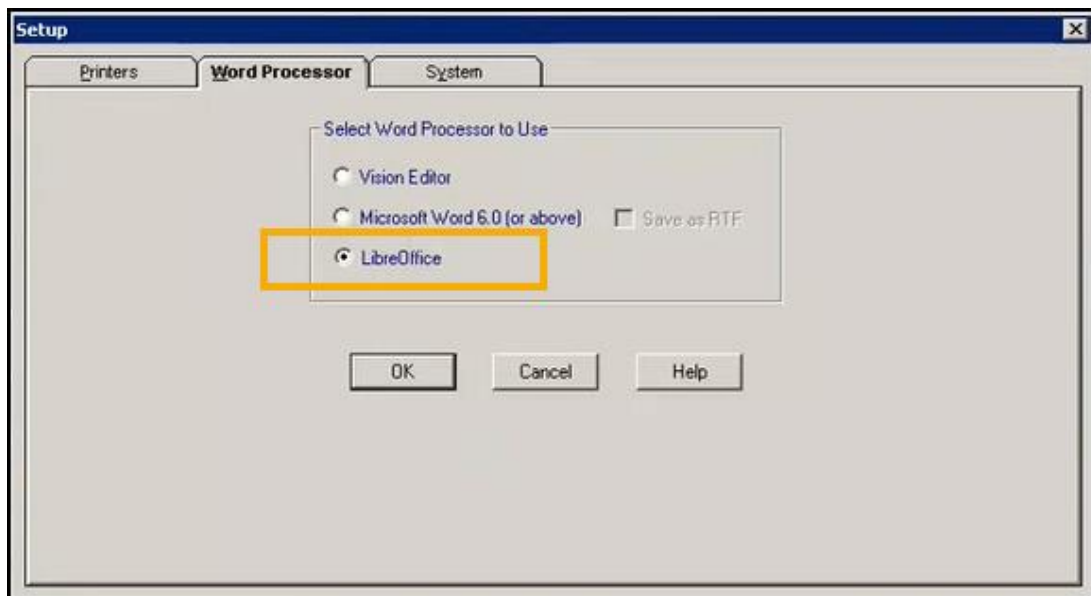 Setup
Printers Word Processor System
Select Word Processor to Use
Vision Editor
Microsoft Word 6.0 (or above) Save as RTF
LibreOffice
OK Cancel Help